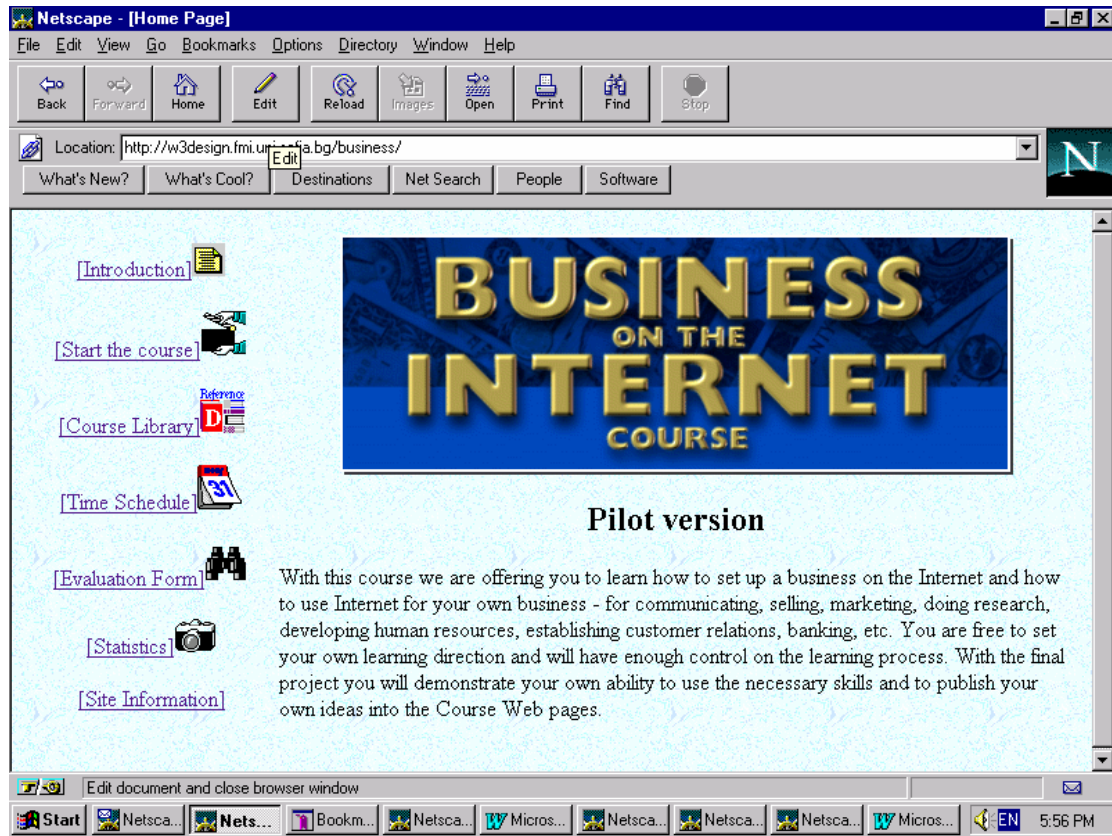 Netscape - [Home Page]
File Edit View Go Bookmarks Options Directory Window Help
Back Forward Home Edit Reload Images Open Print Find Stop
Location: http://w3design.fmi.uni-sofia.bg/business/
Edit
What's New? What's Cool? Destinations Net Search People Software
N
[Introduction]
[Start the course]
Reference
D
[Course Library]
31
[Time Schedule]
[Evaluation Form]
[Statistics]
[Site Information]
BUSINESS
ON THE
INTERNET
COURSE
Pilot version
With this course we are offering you to learn how to set up a business on the Internet and how
to use Internet for your own business - for communicating, selling, marketing, doing research,
developing human resources, establishing customer relations, banking, etc. You are free to set
your own learning direction and will have enough control on the learning process. With the final
project you will demonstrate your own ability to use the necessary skills and to publish your
own ideas into the Course Web pages.
Edit document and close browser window
Start Netsca... Nets... Bookm... Netsca... Micros... Netsca... Netsca... Netsca... Micros... EN 5:56 PM